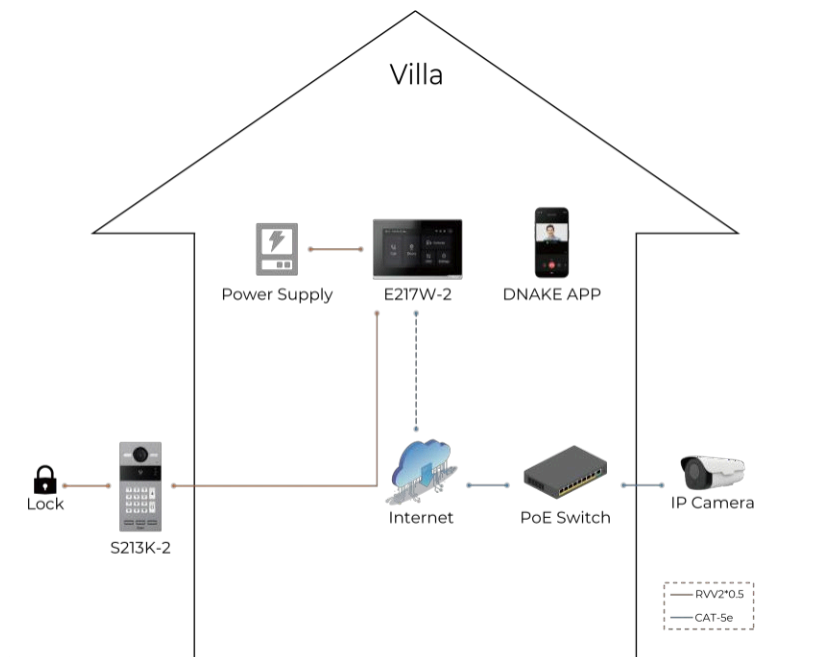 Villa
Power Supply
E217W-2
DNAKE APP
Lock
S213K-2
Internet
PoE Switch
IP Camera
RVV2*0.5
CAT-5e